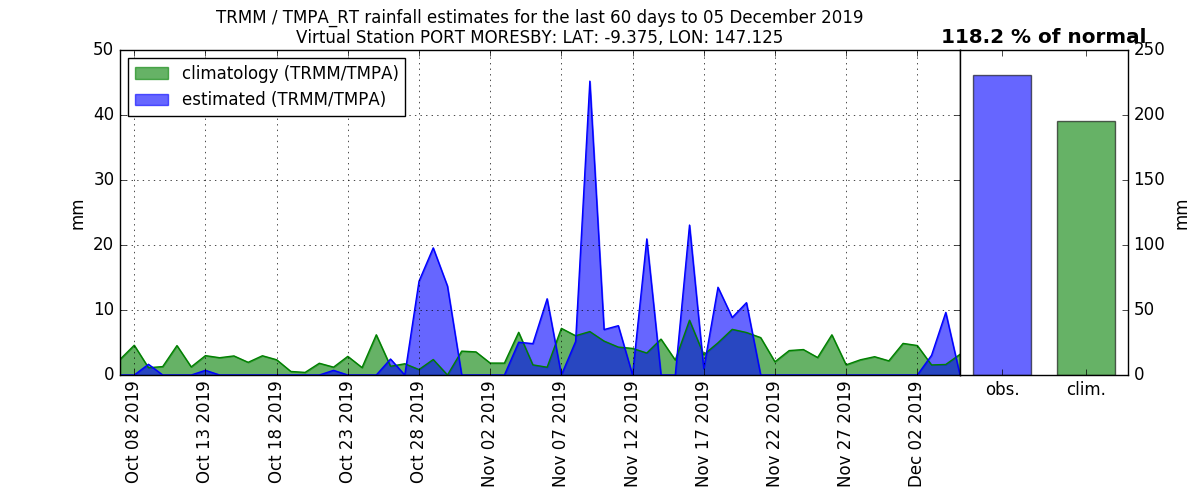 TRMM / TMPA_RT rainfall estimates for the last 60 days to 05 December 2019
Virtual Station PORT MORESBY: LAT: -9.375, LON: 147.125
118.2 % of normal
climatology (TRMM/TMPA)
estimated (TRMM/TMPA)
50
40
30
20
10
0
mm
250
200
150
100
50
0
mm
Oct 08 2019
Oct 13 2019
Oct 18 2019
Oct 23 2019
Oct 28 2019
Nov 02 2019
Nov 07 2019
Nov 12 2019
Nov 17 2019
Nov 22 2019
Nov 27 2019
Dec 02 2019
obs.
clim.